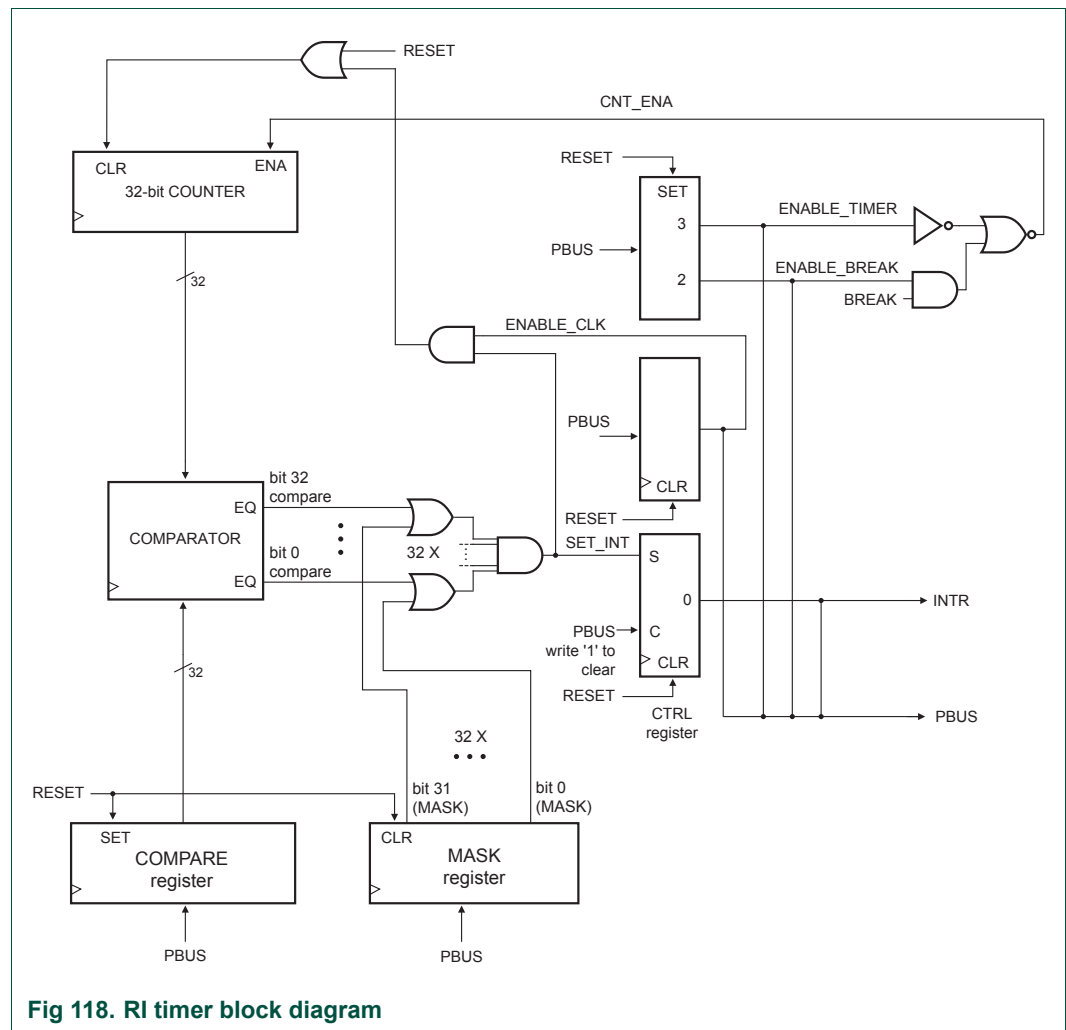 RESET
CNT_ENA
CLR
ENA
32-bit COUNTER
RESET
SET
3
ENABLE_TIMER
PBUS
2
ENABLE_BREAK
BREAK
32
ENABLE_CLK
PBUS
CLR
RESET
bit 32
compare
EQ
COMPARATOR
32 X
bit 0
compare
EQ
SET_INT
S
0
INTR
PBUS
write '1' to
clear
C
CLR
RESET
CTRL
register
PBUS
32
32 X
RESET
bit 31
(MASK)
bit 0
(MASK)
SET
COMPARE
register
CLR
MASK
register
PBUS
PBUS
Fig 118. RI timer block diagram